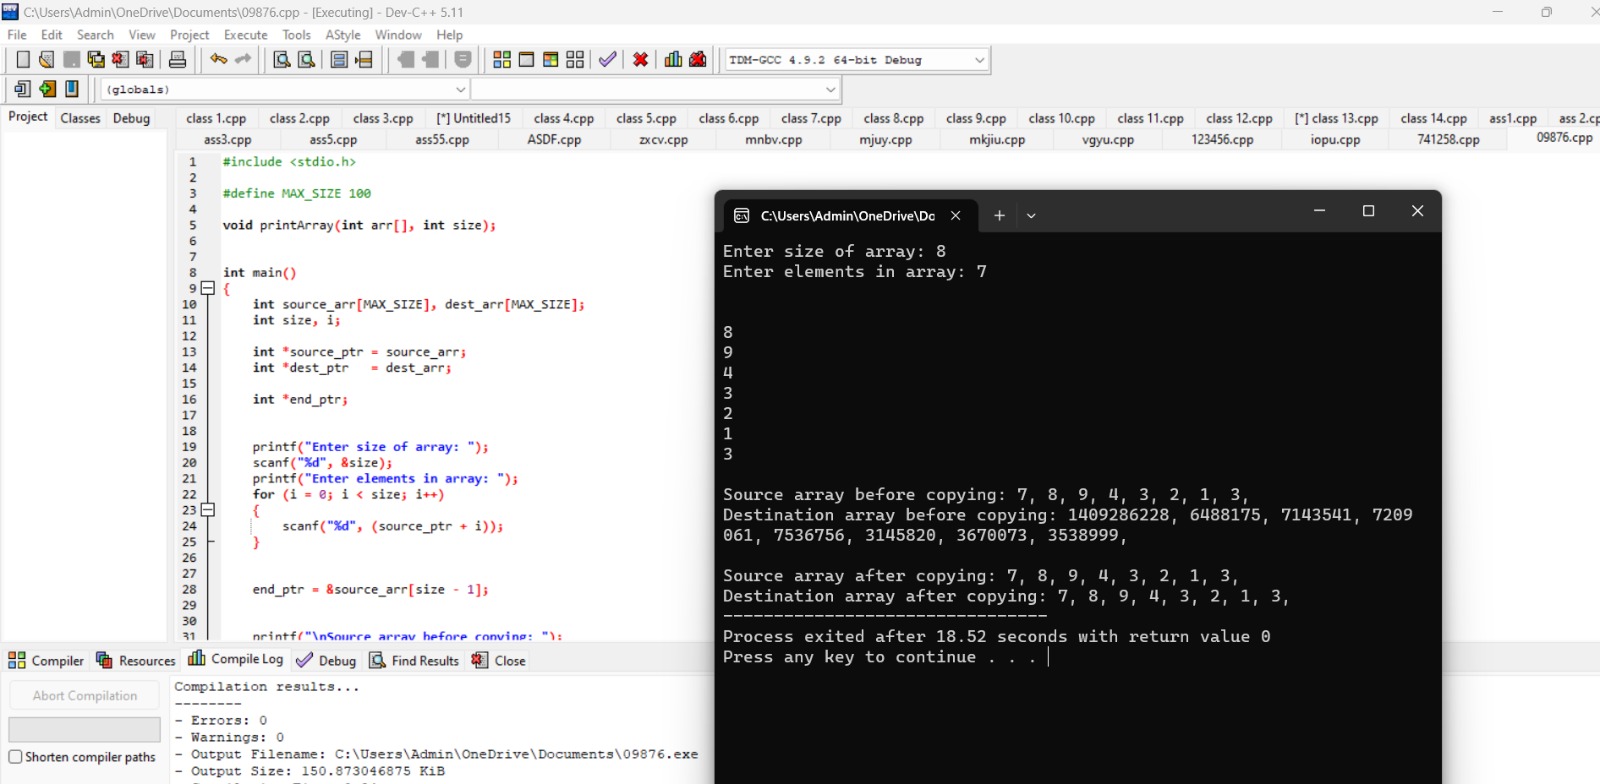 C:\Users\Admin\OneDrive\Documents\09876.cpp - [Executing] - Dev-C++ 5.11
File Edit Search View Project Execute Tools AStyle Window Help
TDM-GCC 4.9.2 64-bit Debug
(globals)
Project Classes Debug
class 1.cpp class 2.cpp class 3.cpp [*] Untitled15 class 4.cpp class 5.cpp class 6.cpp class 7.cpp class 8.cpp class 9.cpp class 10.cpp class 11.cpp class 12.cpp [*] class 13.cpp class 14.cpp ass1.cpp ass 2.cp
ass3.cpp ass5.cpp ass55.cpp ASDF.cpp zxcv.cpp mnbv.cpp mjuy.cpp mkjiu.cpp vgyu.cpp 123456.cpp iopu.cpp 741258.cpp 09876.cpp
1 #include <stdio.h>
2
3 #define MAX_SIZE 100
4
5 void printArray(int arr[], int size);
6
7
8 int main()
9 {
10 int source_arr[MAX_SIZE], dest_arr[MAX_SIZE];
11 int size, i;
12
13 int *source_ptr = source_arr;
14 int *dest_ptr = dest_arr;
15
16 int *end_ptr;
17
18
19 printf("Enter size of array: ");
20 scanf("%d", &size);
21 printf("Enter elements in array: ");
22 for (i = 0; i < size; i++)
23 {
24 scanf("%d", (source_ptr + i));
25 }
26
27
28 end_ptr = &source_arr[size - 1];
29
30
31 printf("\nSource array before copying: ");
C:\Users\Admin\OneDrive\Dc
Enter size of array: 8
Enter elements in array: 7
8
9
4
3
2
1
3
Source array before copying: 7, 8, 9, 4, 3, 2, 1, 3,
Destination array before copying: 1409286228, 6488175, 7143541, 7209
061, 7536756, 3145820, 3670073, 3538999,
Source array after copying: 7, 8, 9, 4, 3, 2, 1, 3,
Destination array after copying: 7, 8, 9, 4, 3, 2, 1, 3,
--------------------------------
Process exited after 18.52 seconds with return value 0
Press any key to continue . . .
Compiler Resources Compile Log Debug Find Results Close
Abort Compilation
Shorten compiler paths
Compilation results...
--------
- Errors: 0
- Warnings: 0
- Output Filename: C:\Users\Admin\OneDrive\Documents\09876.exe
- Output Size: 150.873046875 KiB